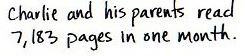 Charlie and his parents read
7,183 pages in one month.